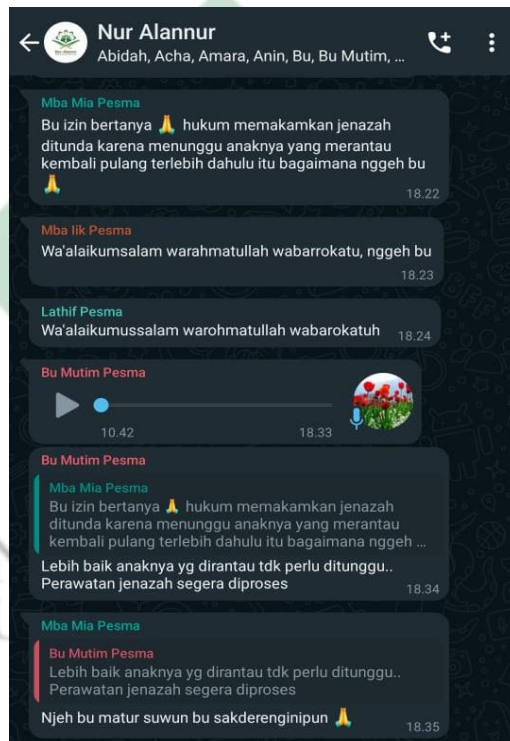 Nur Alannur
Abidah, Acha, Amara, Anin, Bu, Bu Mutim, ...
Mba Mia Pesma
Bu izin bertanya 🙏 hukum memakamkan jenazah
ditunda karena menunggu anaknya yang merantau
kembali pulang terlebih dahulu itu bagaimana nggeh bu
🙏
18.22
Mba Iik Pesma
Wa'alaikumsalam warahmatullah wabarrokatu, nggeh bu
18.23
Lathif Pesma
Wa'alaikumussalam warohmatullah wabarokatuh 18.24
Bu Mutim Pesma
10.42 18.33
Bu Mutim Pesma
Mba Mia Pesma
Bu izin bertanya 🙏 hukum memakamkan jenazah
ditunda karena menunggu anaknya yang merantau
kembali pulang terlebih dahulu itu bagaimana nggeh ...
Lebih baik anaknya yg dirantau tdk perlu ditunggu..
Perawatan jenazah segera diproses
18.34
Mba Mia Pesma
Bu Mutim Pesma
Lebih baik anaknya yg dirantau tdk perlu ditunggu..
Perawatan jenazah segera diproses
Njeh bu matur suwun bu sakderenginipun 🙏
18.35